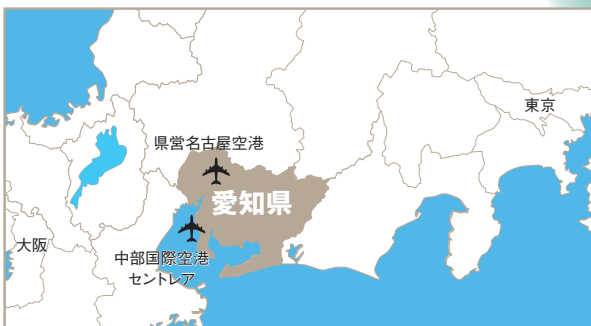 東京
県営名古屋空港
愛知県
大阪
中部国際空港
セントレア